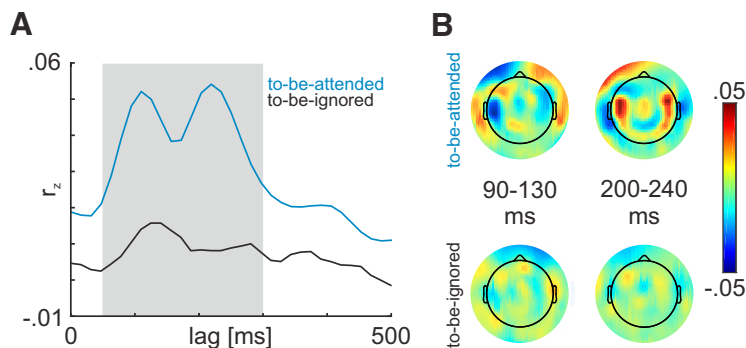 A
.06
to-be-attended
to-be-ignored
r_z
-.01
0
lag [ms]
500
B
to-be-attended
90-130
ms
200-240
ms
to-be-ignored
.05
-.05